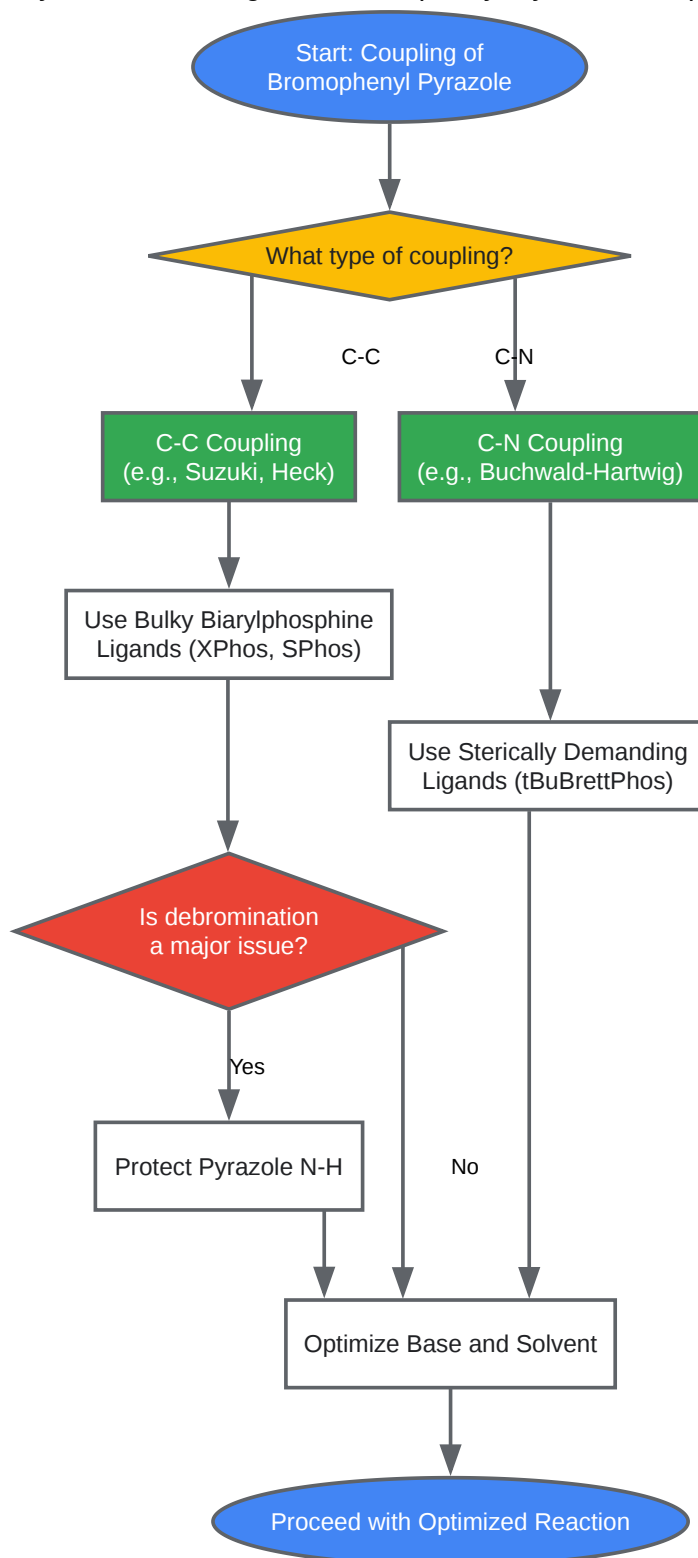 Start: Coupling of
Bromophenyl Pyrazole
What type of coupling?
C-C
C-N
C-C Coupling
(e.g., Suzuki, Heck)
C-N Coupling
(e.g., Buchwald-Hartwig)
Use Bulky Biarylphosphine
Ligands (XPhos, SPhos)
Use Sterically Demanding
Ligands (tBuBrettPhos)
Is debromination
a major issue?
Yes
Protect Pyrazole N-H
No
Optimize Base and Solvent
Proceed with Optimized Reaction